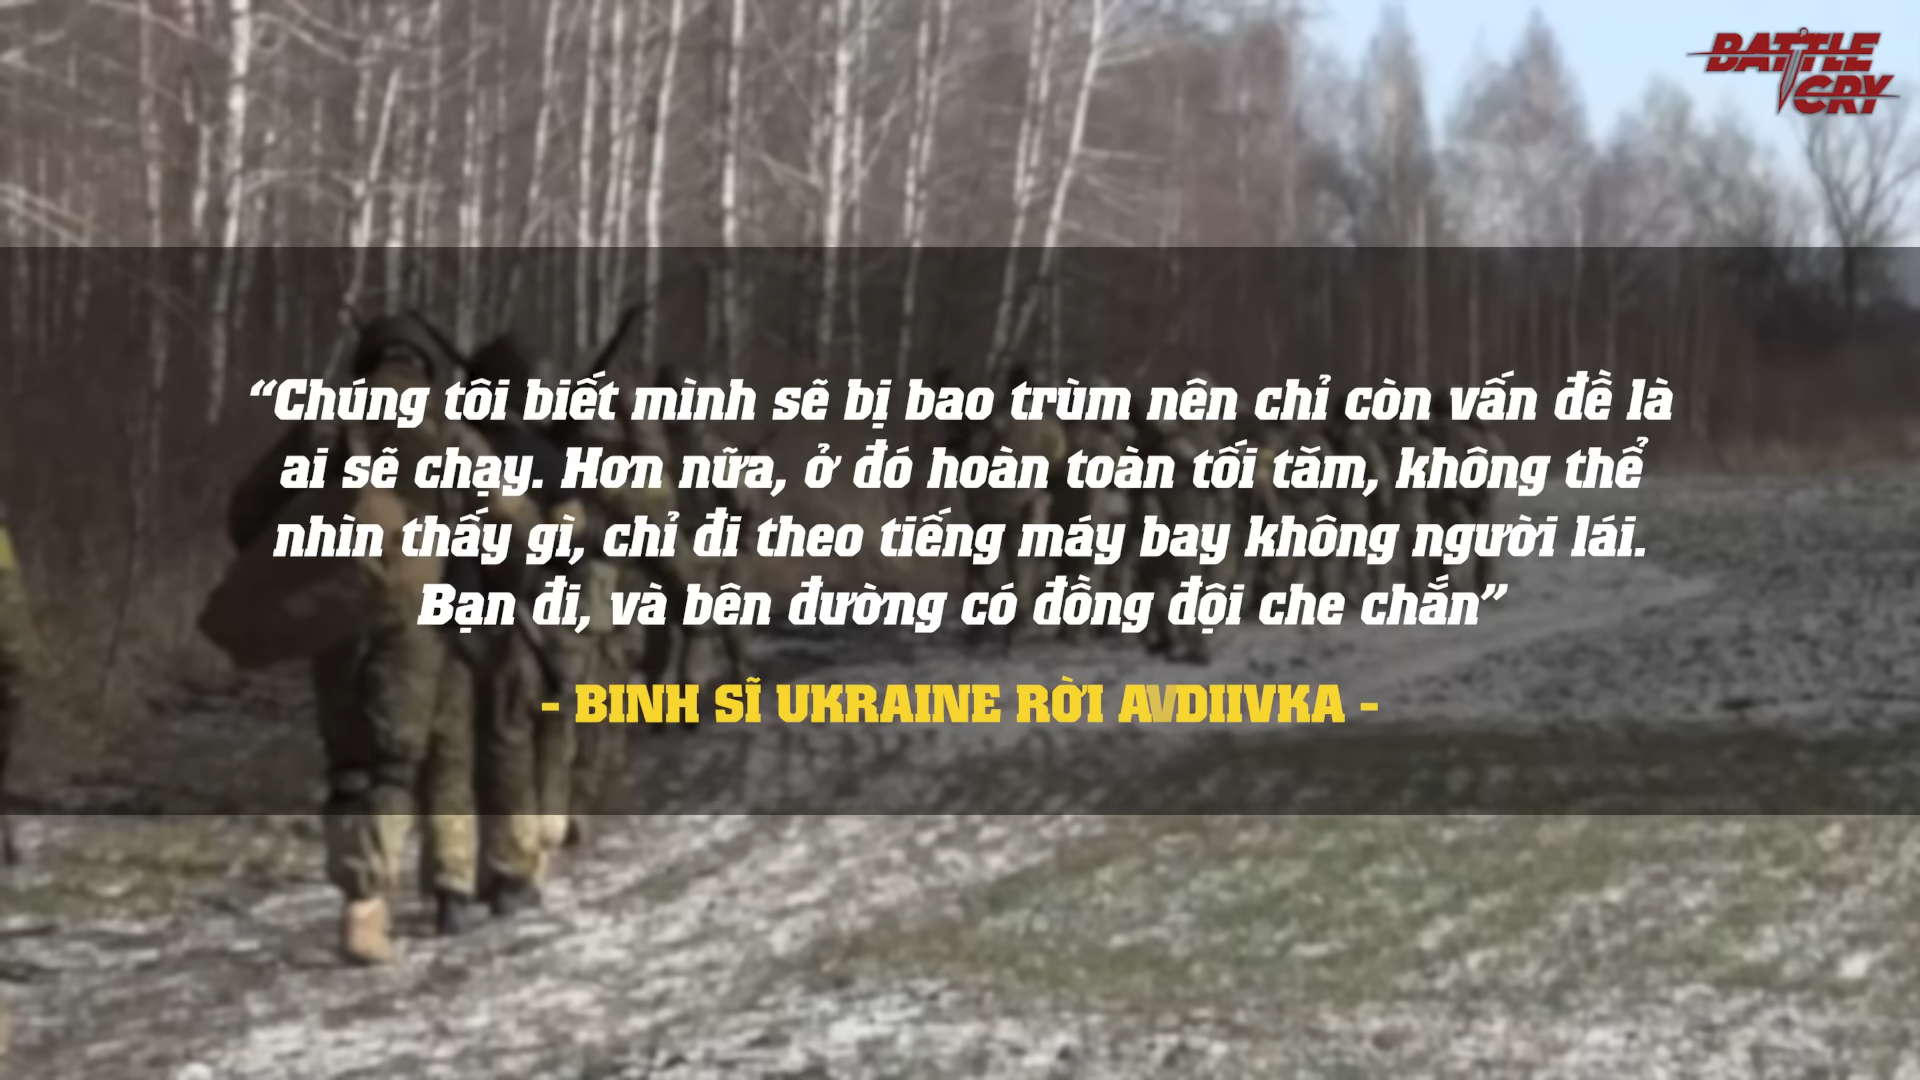 BATTLE
CRY
“Chúng tôi biết mình sẽ bị bao trùm nên chỉ còn vấn đề là
ai sẽ chạy. Hơn nữa, ở đó hoàn toàn tối tăm, không thể
nhìn thấy gì, chỉ đi theo tiếng máy bay không người lái.
Bạn đi, và bên đường có đồng đội che chắn”
- BINH SĨ UKRAINE RỜI AVDIIVKA -